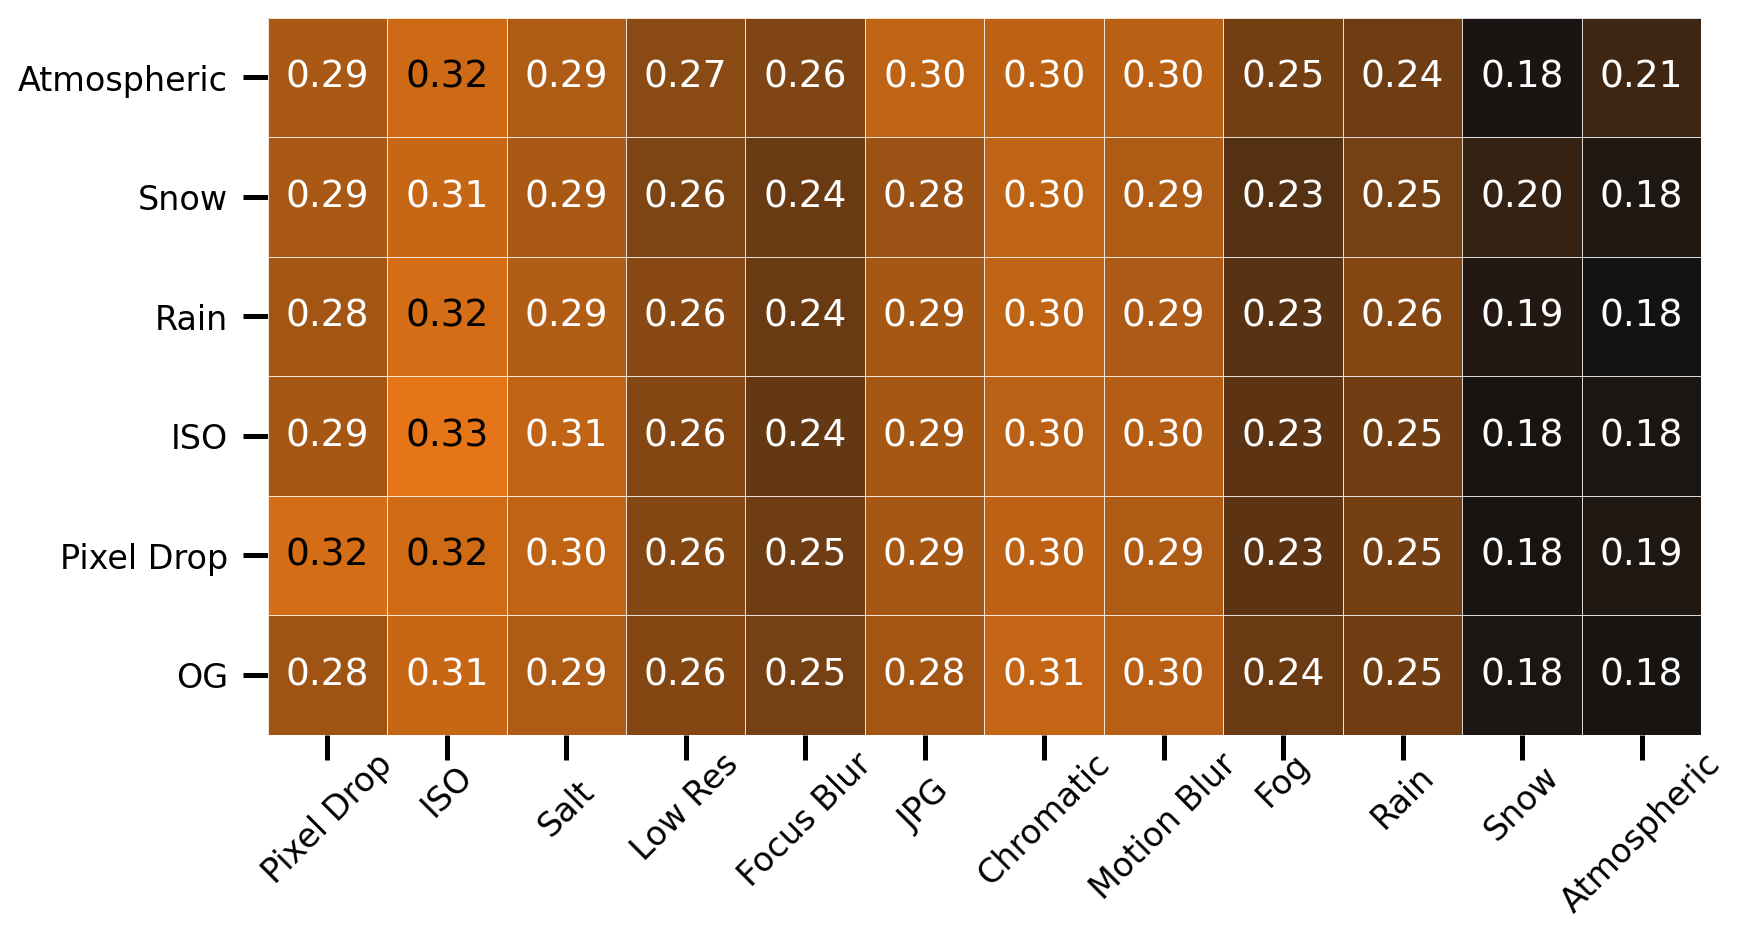 Atmospheric 0.29 0.32 0.29 0.27 0.26 0.30 0.30 0.30 0.25 0.24 0.18 0.21
Snow 0.29 0.31 0.29 0.26 0.24 0.28 0.30 0.29 0.23 0.25 0.20 0.18
Rain 0.28 0.32 0.29 0.26 0.24 0.29 0.30 0.29 0.23 0.26 0.19 0.18
ISO 0.29 0.33 0.31 0.26 0.24 0.29 0.30 0.30 0.23 0.25 0.18 0.18
Pixel Drop 0.32 0.32 0.30 0.26 0.25 0.29 0.30 0.29 0.23 0.25 0.18 0.19
OG 0.28 0.31 0.29 0.26 0.25 0.28 0.31 0.30 0.24 0.25 0.18 0.18
Pixel Drop ISO Salt Low Res Focus Blur JPG Chromatic Motion Blur Fog Rain Snow Atmospheric